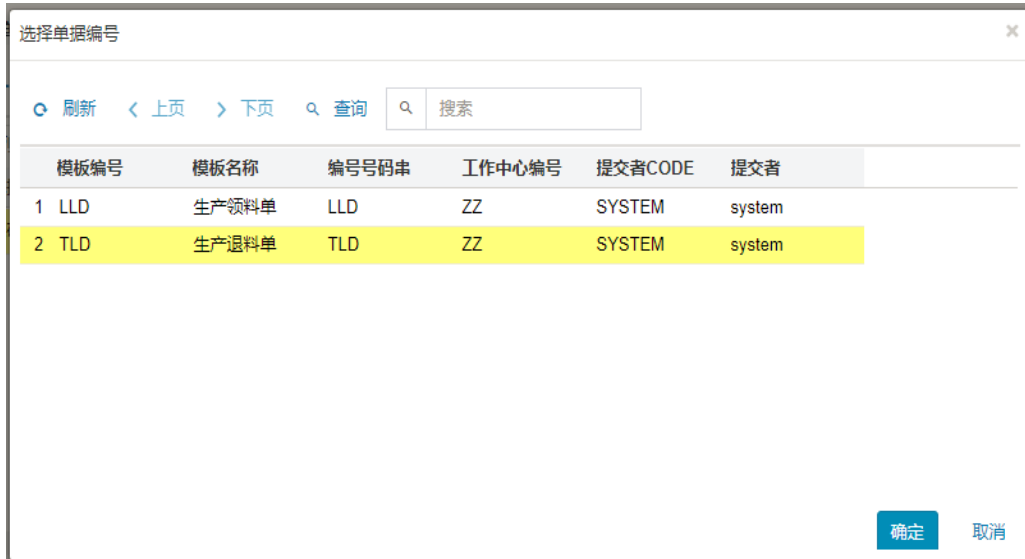 选择单据编号
刷新 上页 下页 查询 搜索
模板编号 模板名称 编号号码串 工作中心编号 提交者CODE 提交者
1 LLD 生产领料单 LLD ZZ SYSTEM system
2 TLD 生产退料单 TLD ZZ SYSTEM system
确定 取消